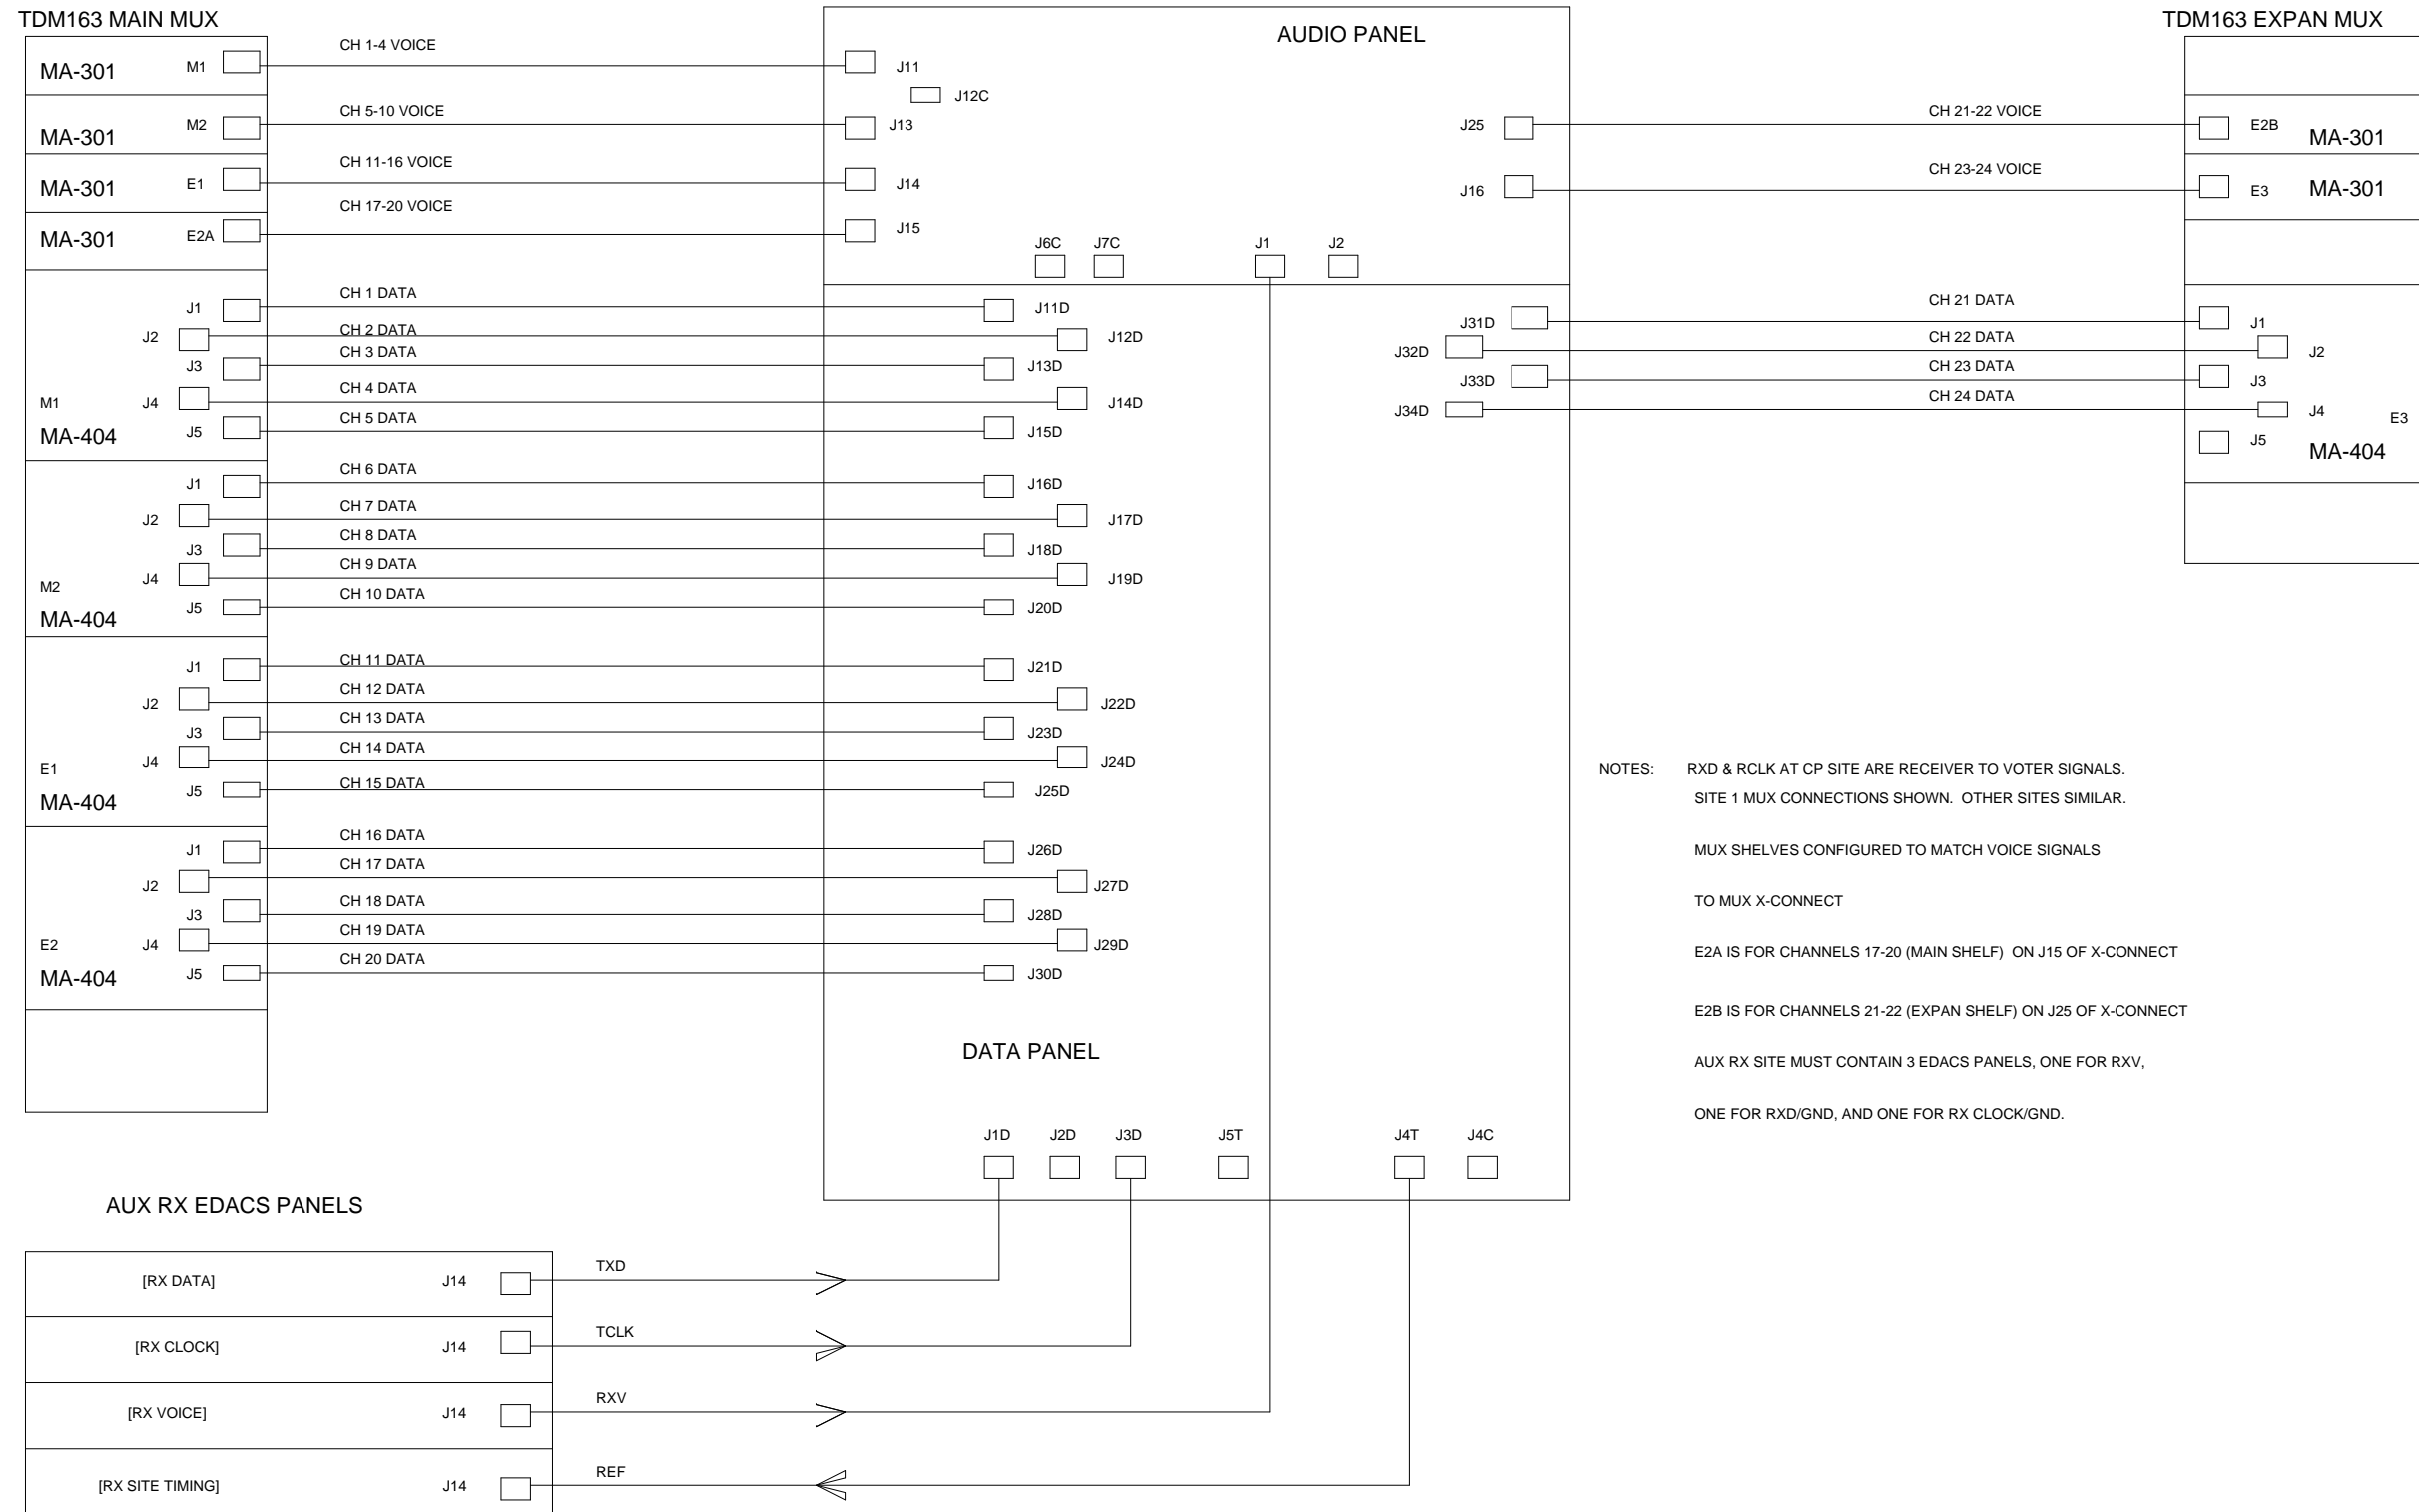 TDM163 MAIN MUX
MA-301 M1
MA-301 M2
MA-301 E1
MA-301 E2A
J1
J2
J3
M1 J4
MA-404 J5
J1
J2
J3
M2 J4
MA-404 J5
J1
J2
J3
E1 J4
MA-404 J5
J1
J2
J3
E2 J4
MA-404 J5
CH 1-4 VOICE
CH 5-10 VOICE
CH 11-16 VOICE
CH 17-20 VOICE
CH 1 DATA
CH 2 DATA
CH 3 DATA
CH 4 DATA
CH 5 DATA
CH 6 DATA
CH 7 DATA
CH 8 DATA
CH 9 DATA
CH 10 DATA
CH 11 DATA
CH 12 DATA
CH 13 DATA
CH 14 DATA
CH 15 DATA
CH 16 DATA
CH 17 DATA
CH 18 DATA
CH 19 DATA
CH 20 DATA
AUDIO PANEL
J11
J12C
J13
J14
J15
J25
J16
J6C J7C J1 J2
J11D
J12D
J13D
J14D
J15D
J16D
J17D
J18D
J19D
J20D
J21D
J22D
J23D
J24D
J25D
J26D
J27D
J28D
J29D
J30D
J31D
J32D
J33D
J34D
DATA PANEL
J1D J2D J3D J5T J4T J4C
CH 21-22 VOICE
CH 23-24 VOICE
CH 21 DATA
CH 22 DATA
CH 23 DATA
CH 24 DATA
TDM163 EXPAN MUX
E2B MA-301
E3 MA-301
J1
J2
J3
J4 E3
J5 MA-404
NOTES: RXD & RCLK AT CP SITE ARE RECEIVER TO VOTER SIGNALS.
SITE 1 MUX CONNECTIONS SHOWN. OTHER SITES SIMILAR.
MUX SHELVES CONFIGURED TO MATCH VOICE SIGNALS
TO MUX X-CONNECT
E2A IS FOR CHANNELS 17-20 (MAIN SHELF) ON J15 OF X-CONNECT
E2B IS FOR CHANNELS 21-22 (EXPAN SHELF) ON J25 OF X-CONNECT
AUX RX SITE MUST CONTAIN 3 EDACS PANELS, ONE FOR RXV,
ONE FOR RXD/GND, AND ONE FOR RX CLOCK/GND.
AUX RX EDACS PANELS
[RX DATA] J14 TXD
[RX CLOCK] J14 TCLK
[RX VOICE] J14 RXV
[RX SITE TIMING] J14 REF